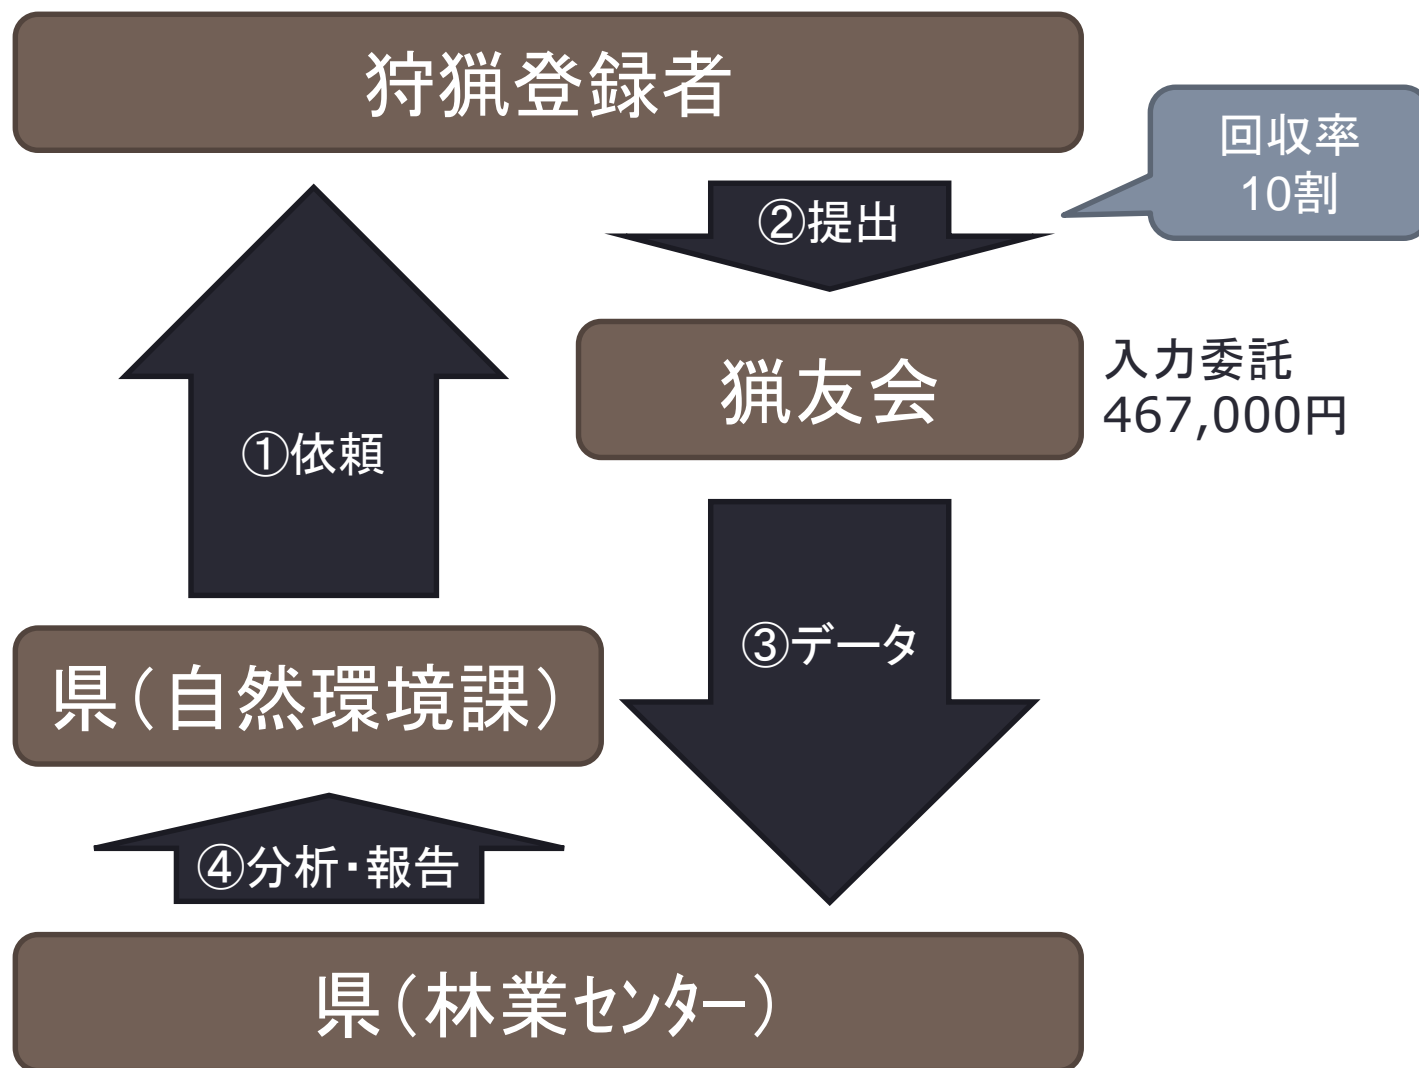 狩猟登録者
回収率
10割
②提出
猟友会
入力委託
467,000円
①依頼
③データ
県（自然環境課）
④分析・報告
県（林業センター）